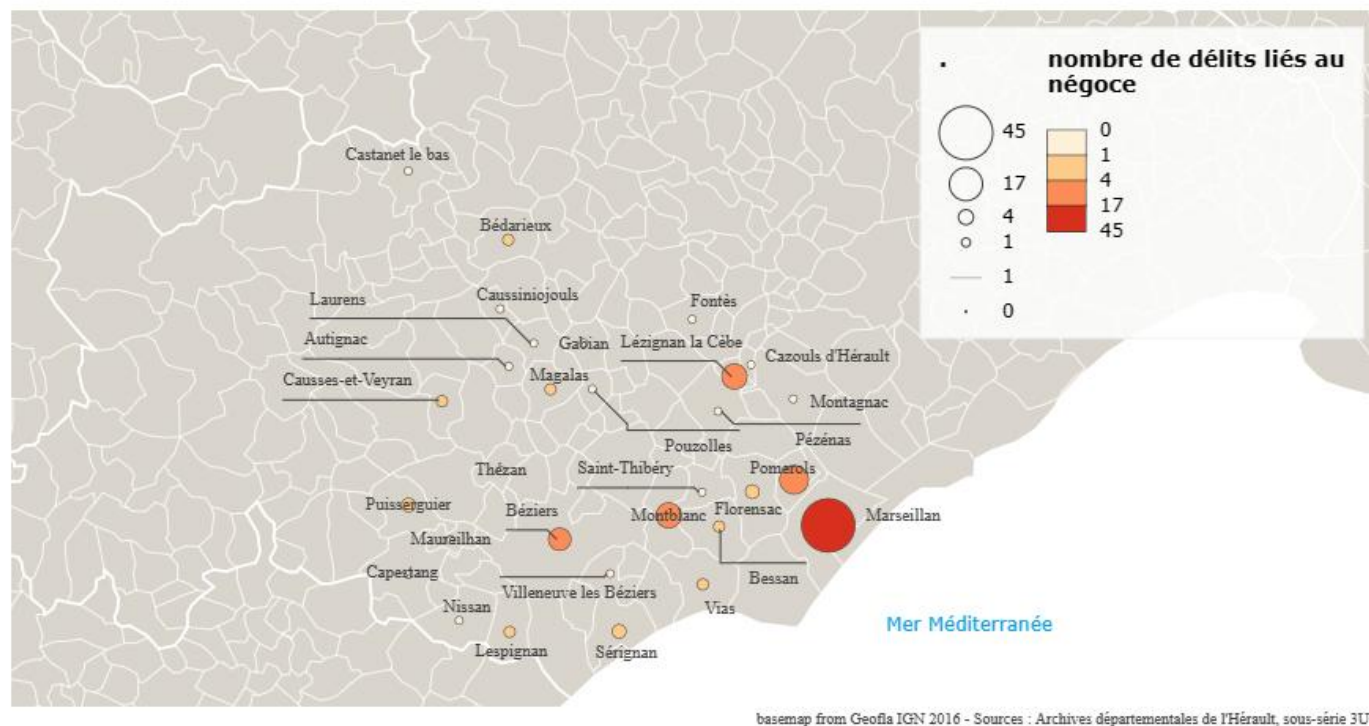 .
nombre de délits liés au
négoce
45
17
4
1
1
0
0
1
4
17
45
Castanet le bas
Bédarieux
Laurens
Caussiniojouls
Fontès
Autignac
Gabian
Lézignan la Cèbe
Cazouls d'Hérault
Causses-et-Veyran
Magalas
Montagnac
Pouzolles
Pézénas
Thézan
Saint-Thibéry
Pomerols
Puisserguier
Béziers
Montblanc
Florensac
Marseillan
Maureilhan
Capestang
Villeneuve les Béziers
Bessan
Nissan
Vias
Lespignan
Sérignan
Mer Méditerranée
basemap from Geofla IGN 2016 - Sources : Archives départementales de l'Hérault, sous-série 3U